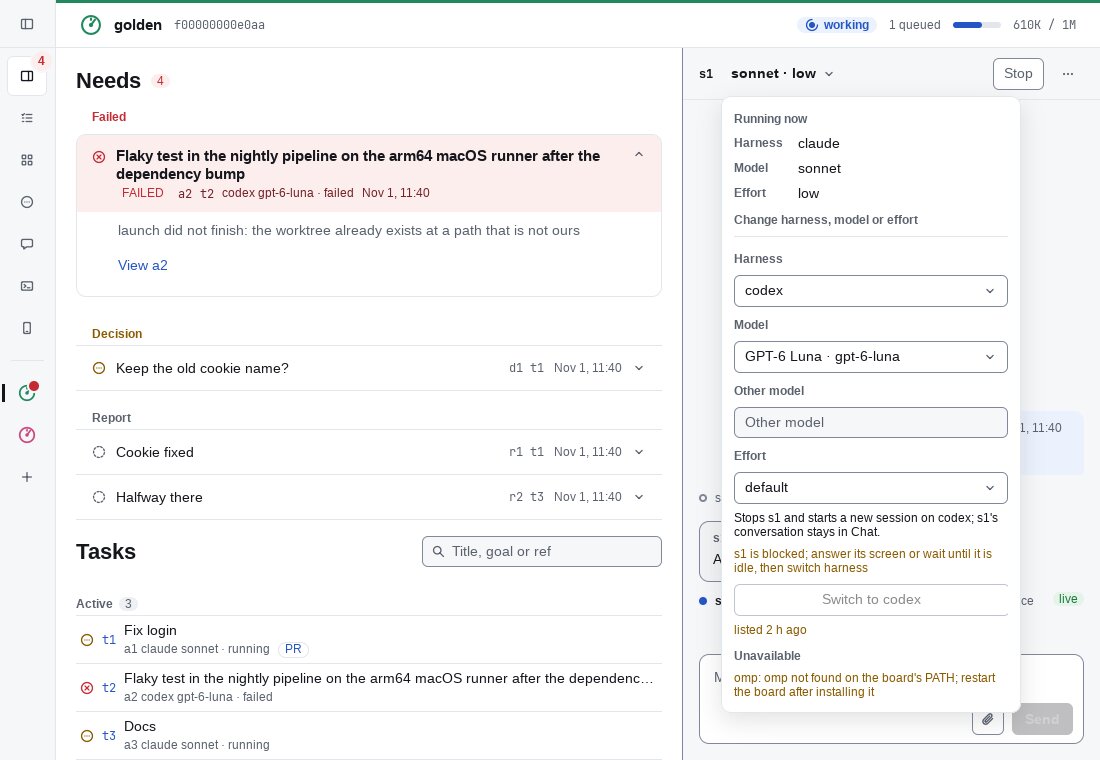 golden f00000000e0aa
working 1 queued 610K / 1M
4
Needs 4
Failed
Flaky test in the nightly pipeline on the arm64 macOS runner after the
dependency bump
FAILED a2 t2 codex gpt-6-luna · failed Nov 1, 11:40
launch did not finish: the worktree already exists at a path that is not ours
View a2
Decision
Keep the old cookie name? d1 t1 Nov 1, 11:40
Report
Cookie fixed r1 t1 Nov 1, 11:40
Halfway there r2 t3 Nov 1, 11:40
Tasks
Title, goal or ref
Active 3
t1 Fix login
a1 claude sonnet · running PR
t2 Flaky test in the nightly pipeline on the arm64 macOS runner after the dependenc…
a2 codex gpt-6-luna · failed
t3 Docs
a3 claude sonnet · running
s1 sonnet · low Stop
Running now
Harness claude
Model sonnet
Effort low
Change harness, model or effort
Harness
codex
Model
GPT-6 Luna · gpt-6-luna
Other model
Other model
Effort
default
Stops s1 and starts a new session on codex; s1's
conversation stays in Chat.
s1 is blocked; answer its screen or wait until it is
idle, then switch harness
Switch to codex
listed 2 h ago
Unavailable
omp: omp not found on the board's PATH; restart
the board after installing it
1, 11:40
live
Send